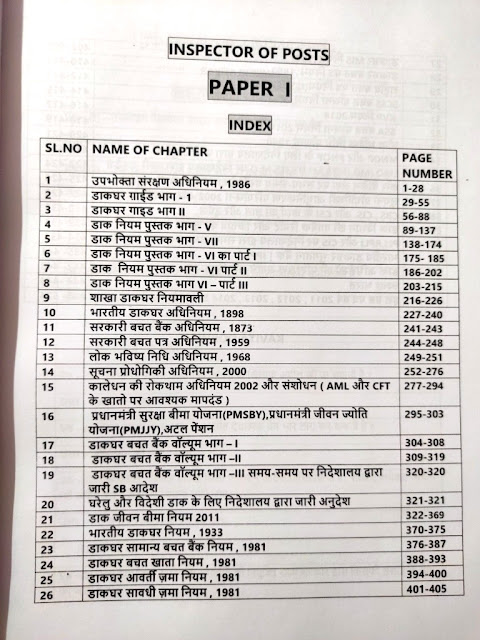 INSPECTOR OF POSTS
PAPER I
INDEX
SL.NO NAME OF CHAPTER PAGE NUMBER
1 उपभोक्ता संरक्षण अधिनियम , 1986 1-28
2 डाकघर गाईड भाग - 1 29-55
3 डाकघर गाइड भाग II 56-88
4 डाक नियम पुस्तक भाग - V 89-137
5 डाक नियम पुस्तक भाग - VII 138-174
6 डाक नियम पुस्तक भाग - VI का पार्ट I 175- 185
7 डाक नियम पुस्तक भाग - VI पार्ट II 186-202
8 डाक नियम पुस्तक भाग VI – पार्ट III 203-215
9 शाखा डाकघर नियमावली 216-226
10 भारतीय डाकघर अधिनियम , 1898 227-240
11 सरकारी बचत बैंक अधिनियम , 1873 241-243
12 सरकारी बचत पत्र अधिनियम , 1959 244-248
13 लोक भविष्य निधि अधिनियम , 1968 249-251
14 सूचना प्रोधोगिकी अधिनियम , 2000 252-276
15 कालेधन की रोकथाम अधिनियम 2002 और संशोधन ( AML और CFT 277-294
के खातो पर आवश्यक मापदंड )
16 प्रधानमंत्री सुरक्षा बीमा योजना(PMSBY),प्रधानमंत्री जीवन ज्योति 295-303
योजना(PMJJY),अटल पेंशन
17 डाकघर बचत बैंक वॉल्यूम भाग – I 304-308
18 डाकघर बचत बैंक वॉल्यूम भाग –II 309-319
19 डाकघर बचत बैंक वॉल्यूम भाग –III समय-समय पर निदेशालय द्वारा 320-320
जारी SB आदेश
20 घरेलु और विदेशी डाक के लिए निदेशालय द्वारा जारी अनुदेश 321-321
21 डाक जीवन बीमा नियम 2011 322-369
22 भारतीय डाकघर नियम , 1933 370-375
23 डाकघर सामान्य बचत बैंक नियम , 1981 376-387
24 डाकघर बचत खाता नियम , 1981 388-393
25 डाकघर आवर्ती ज़मा नियम , 1981 394-400
26 डाकघर सावधी ज़मा नियम , 1981 401-405